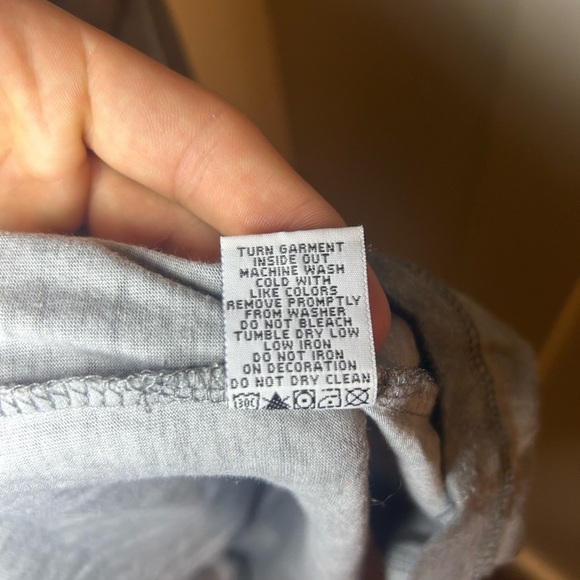 TURN GARMENT
INSIDE OUT
MACHINE WASH
COLD WITH
LIKE COLORS
REMOVE PROMPTLY
FROM WASHER
DO NOT BLEACH
TUMBLE DRY LOW
LOW IRON
DO NOT IRON
ON DECORATION
DO NOT DRY CLEAN
30C